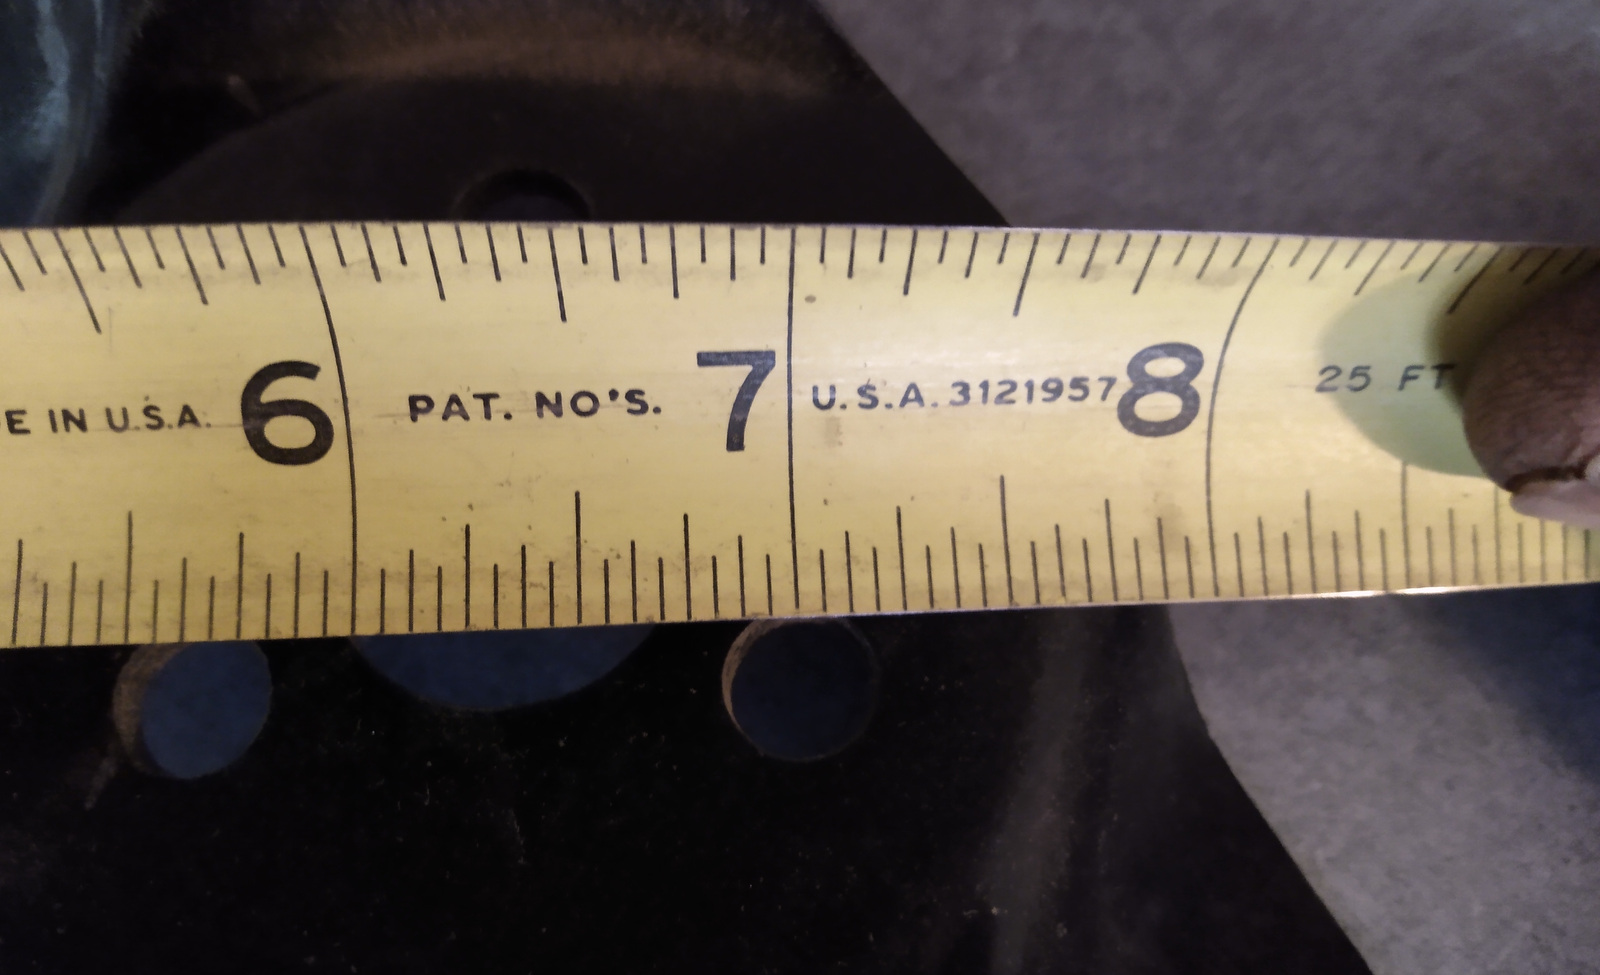 E IN U.S.A. 6 PAT. NO'S. 7 U.S.A. 3121957 8 25 FT